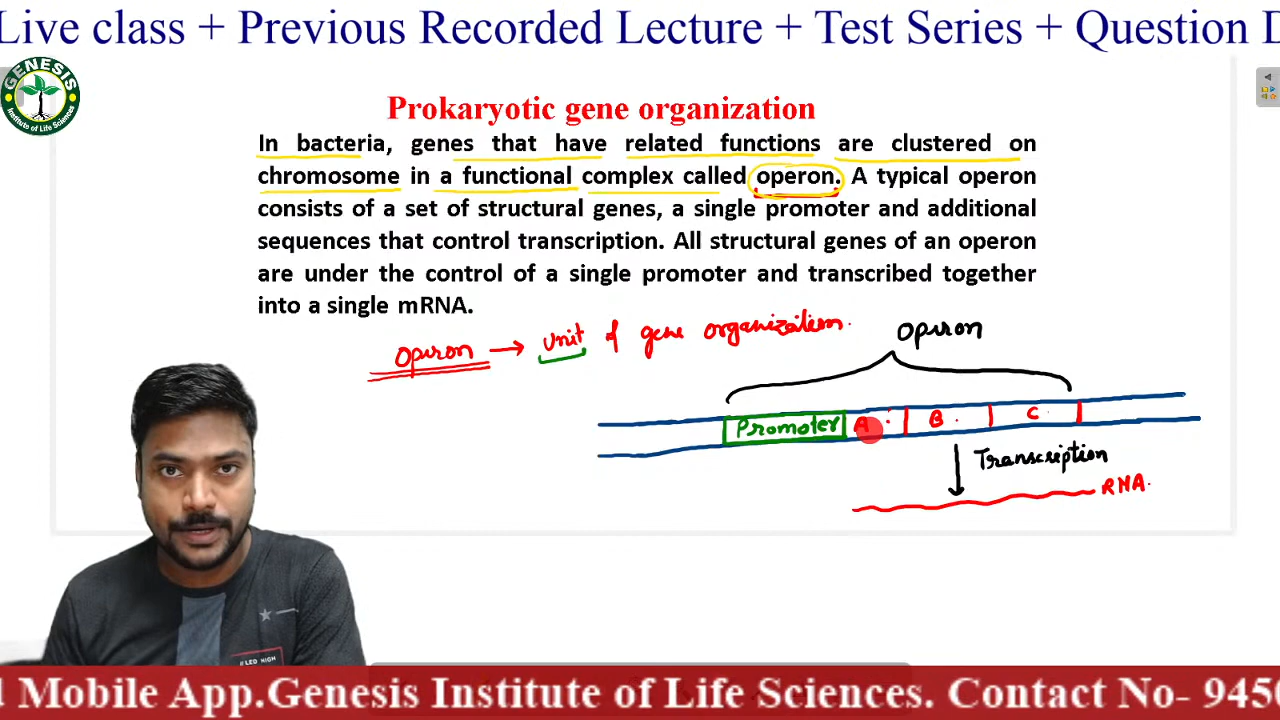 Live class + Previous Recorded Lecture + Test Series + Question D
GENESIS
Institute of Life Sciences
Prokaryotic gene organization
In bacteria, genes that have related functions are clustered on
chromosome in a functional complex called operon. A typical operon
consists of a set of structural genes, a single promoter and additional
sequences that control transcription. All structural genes of an operon
are under the control of a single promoter and transcribed together
into a single mRNA.
Operon → unit of gene organization.
Operon
Promoter A B C
Transcription
RNA
LED HIGH
d Mobile App.Genesis Institute of Life Sciences. Contact No- 9450